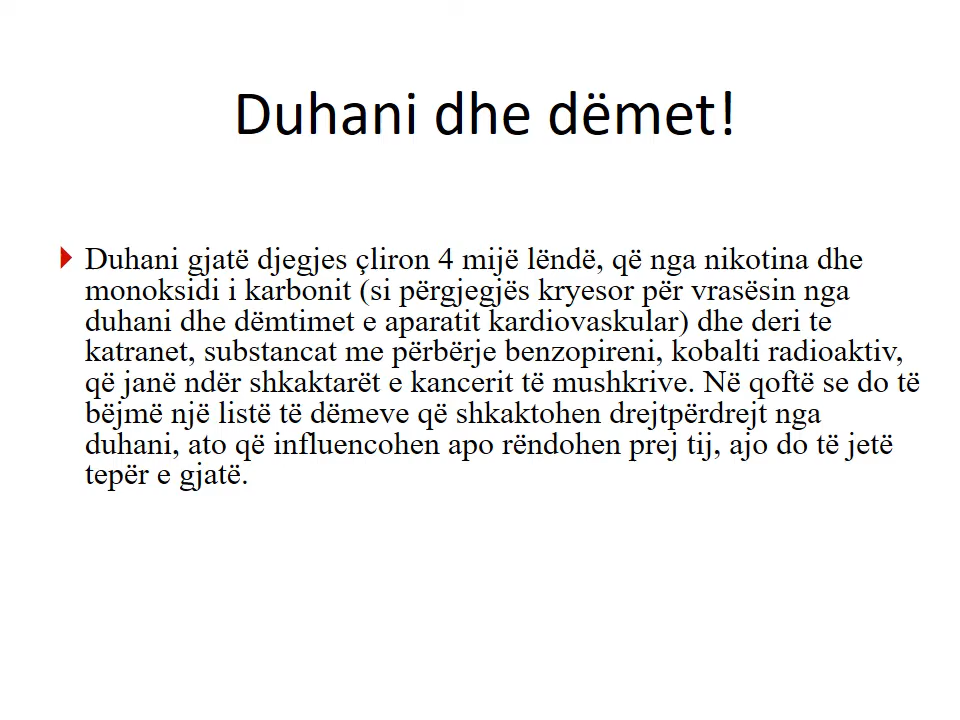 Duhani dhe dëmet!
Duhani gjatë djegjes çliron 4 mijë lëndë, që nga nikotina dhe
monoksidi i karbonit (si përgjegjës kryesor për vrasësin nga
duhani dhe dëmtimet e aparatit kardiovaskular) dhe deri te
katranet, substancat me përbërje benzopireni, kobalti radioaktiv,
që janë ndër shkaktarët e kancerit të mushkrive. Në qoftë se do të
bëjmë një listë të dëmeve që shkaktohen drejtpërdrejt nga
duhani, ato që influencohen apo rëndohen prej tij, ajo do të jetë
tepër e gjatë.